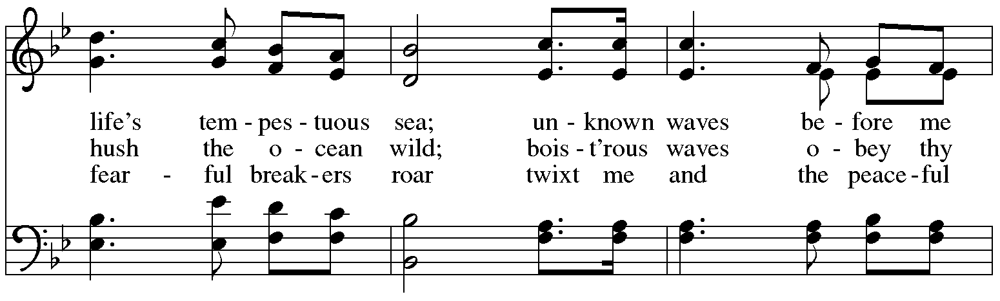 life's tem - pes - tuous sea; un - known waves be - fore me
hush the o - cean wild; bois - t'rous waves o - bey thy
fear - ful break - ers roar twixt me and the peace - ful